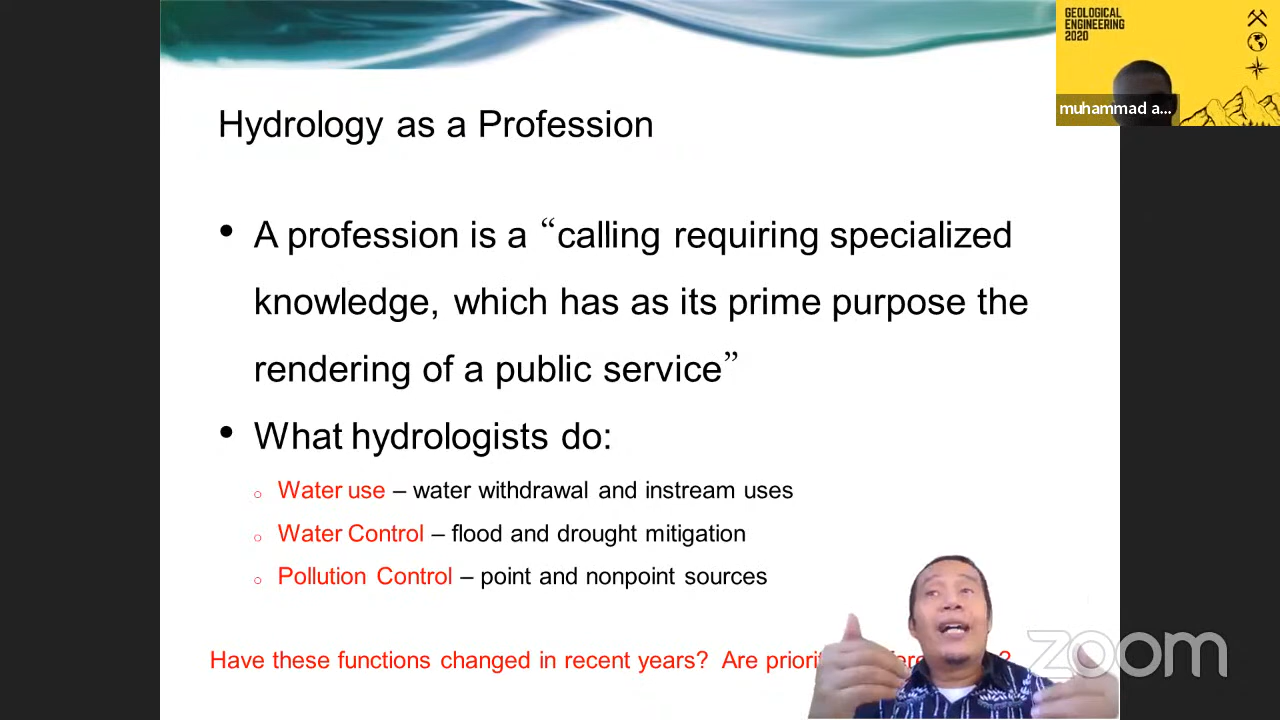 GEOLOGICAL
ENGINEERING
2020
muhammad a...
Hydrology as a Profession
• A profession is a “calling requiring specialized
knowledge, which has as its prime purpose the
rendering of a public service”
• What hydrologists do:
○ Water use – water withdrawal and instream uses
○ Water Control – flood and drought mitigation
○ Pollution Control – point and nonpoint sources
Have these functions changed in recent years? Are ?
zoom